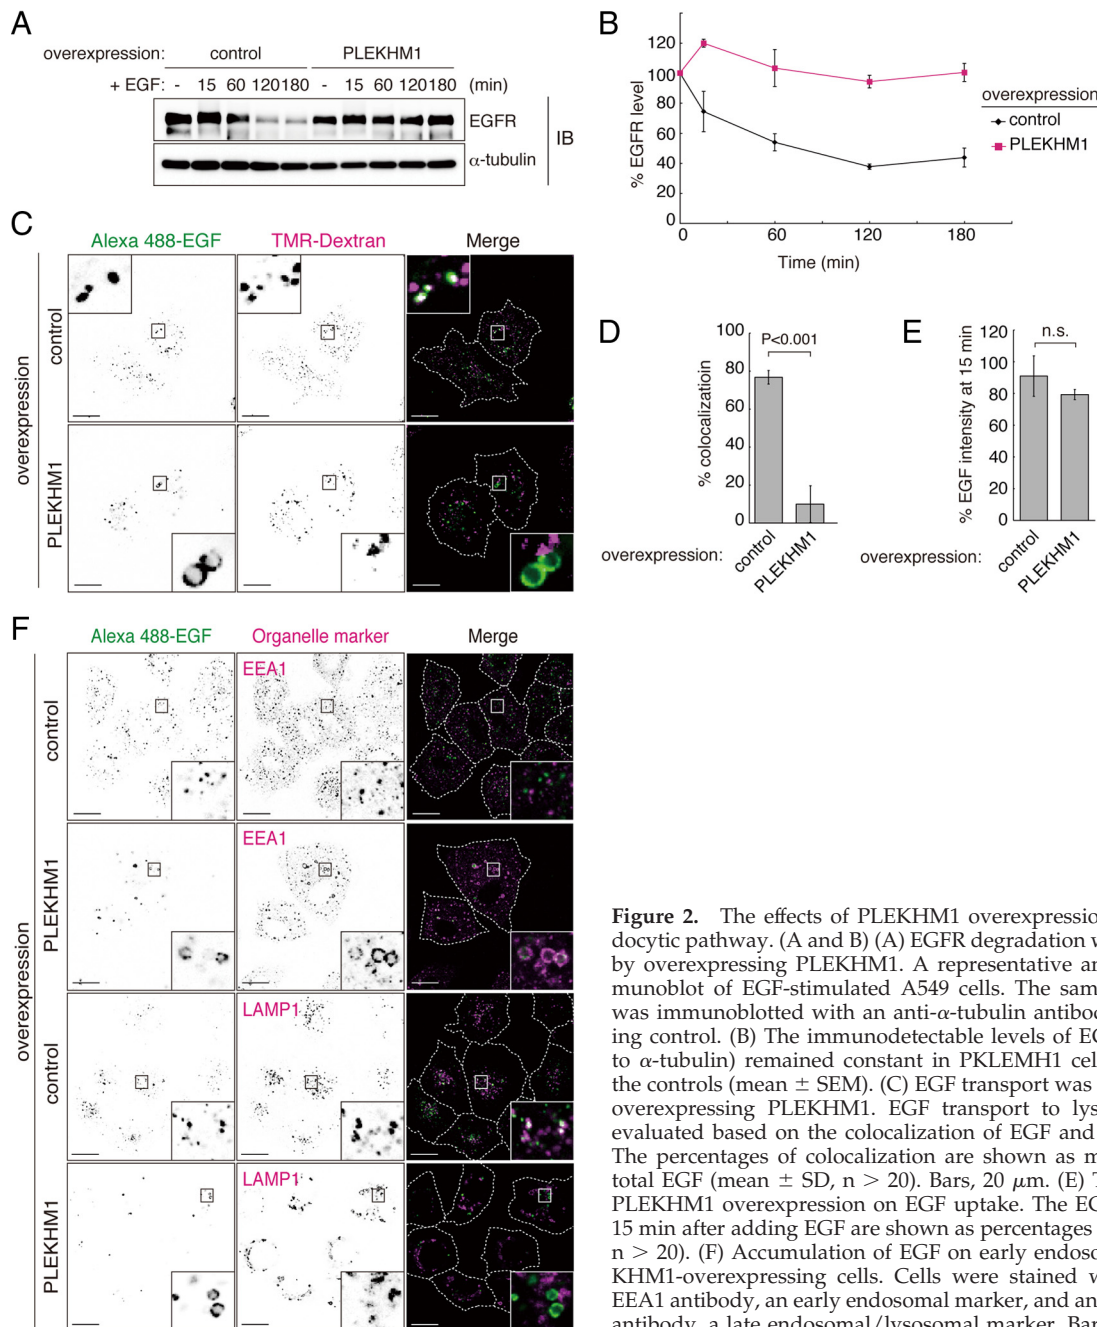 A
overexpression: control PLEKHM1
+ EGF: - 15 60 120 180 - 15 60 120 180 (min)
EGFR
α-tubulin
IB
B
120
100
80
60
40
20
0
% EGFR level
0 60 120 180
Time (min)
overexpression
control
PLEKHM1
C
Alexa 488-EGF TMR-Dextran Merge
overexpression
control
PLEKHM1
D
100
80
60
40
20
0
% colocalizatioin
P<0.001
overexpression: control PLEKHM1
E
120
100
80
60
40
20
0
% EGF intensity at 15 min
n.s.
overexpression: control PLEKHM1
F
Alexa 488-EGF Organelle marker Merge
overexpression
control
EEA1
PLEKHM1
EEA1
control
LAMP1
PLEKHM1
LAMP1
Figure 2. The effects of PLEKHM1 overexpression
docytic pathway. (A and B) (A) EGFR degradation w
by overexpressing PLEKHM1. A representative an
munoblot of EGF-stimulated A549 cells. The sam
was immunoblotted with an anti-α-tubulin antibod
ing control. (B) The immunodetectable levels of EG
to α-tubulin) remained constant in PKLEMH1 cel
the controls (mean ± SEM). (C) EGF transport was
overexpressing PLEKHM1. EGF transport to lys
evaluated based on the colocalization of EGF and
The percentages of colocalization are shown as m
total EGF (mean ± SD, n > 20). Bars, 20 μm. (E) T
PLEKHM1 overexpression on EGF uptake. The EG
15 min after adding EGF are shown as percentages
n > 20). (F) Accumulation of EGF on early endoso
KHM1-overexpressing cells. Cells were stained w
EEA1 antibody, an early endosomal marker, and an
antibody, a late endosomal/lysosomal marker. Bar